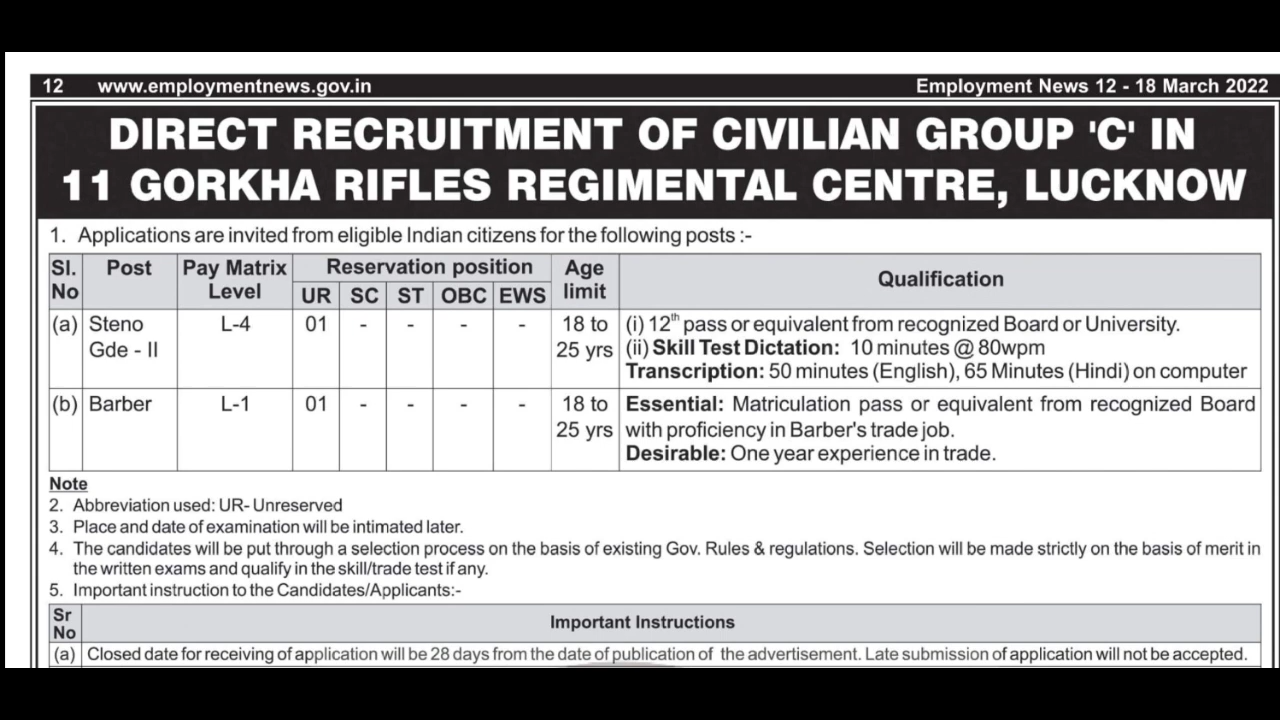 12 www.employmentnews.gov.in Employment News 12 - 18 March 2022
DIRECT RECRUITMENT OF CIVILIAN GROUP 'C' IN
11 GORKHA RIFLES REGIMENTAL CENTRE, LUCKNOW
1. Applications are invited from eligible Indian citizens for the following posts :-
Sl. No Post Pay Matrix Level Reservation position Age limit Qualification
UR SC ST OBC EWS
(a) Steno L-4 01 - - - - 18 to (i) 12th pass or equivalent from recognized Board or University.
Gde - II 25 yrs (ii) Skill Test Dictation: 10 minutes @ 80wpm
Transcription: 50 minutes (English), 65 Minutes (Hindi) on computer
(b) Barber L-1 01 - - - - 18 to Essential: Matriculation pass or equivalent from recognized Board
25 yrs with proficiency in Barber's trade job.
Desirable: One year experience in trade.
Note
2. Abbreviation used: UR- Unreserved
3. Place and date of examination will be intimated later.
4. The candidates will be put through a selection process on the basis of existing Gov. Rules & regulations. Selection will be made strictly on the basis of merit in
the written exams and qualify in the skill/trade test if any.
5. Important instruction to the Candidates/Applicants:-
Sr No Important Instructions
(a) Closed date for receiving of application will be 28 days from the date of publication of the advertisement. Late submission of application will not be accepted.